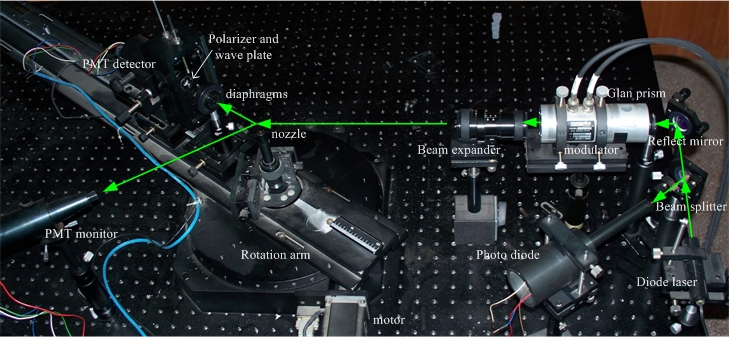 Polarizer and
wave plate
PMT detector
diaphragms
Glan prism
nozzle
Beam expander
modulator
Reflect mirror
Beam splitter
PMT monitor
Rotation arm
Photo diode
Diode laser
motor